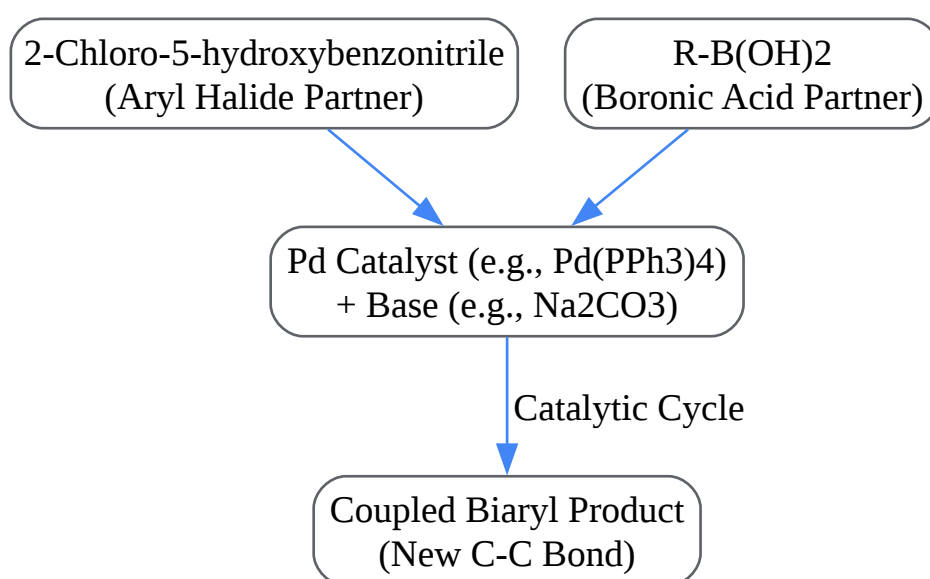 2-Chloro-5-hydroxybenzonitrile
(Aryl Halide Partner)
R-B(OH)2
(Boronic Acid Partner)
Pd Catalyst (e.g., Pd(PPh3)4)
+ Base (e.g., Na2CO3)
Catalytic Cycle
Coupled Biaryl Product
(New C-C Bond)